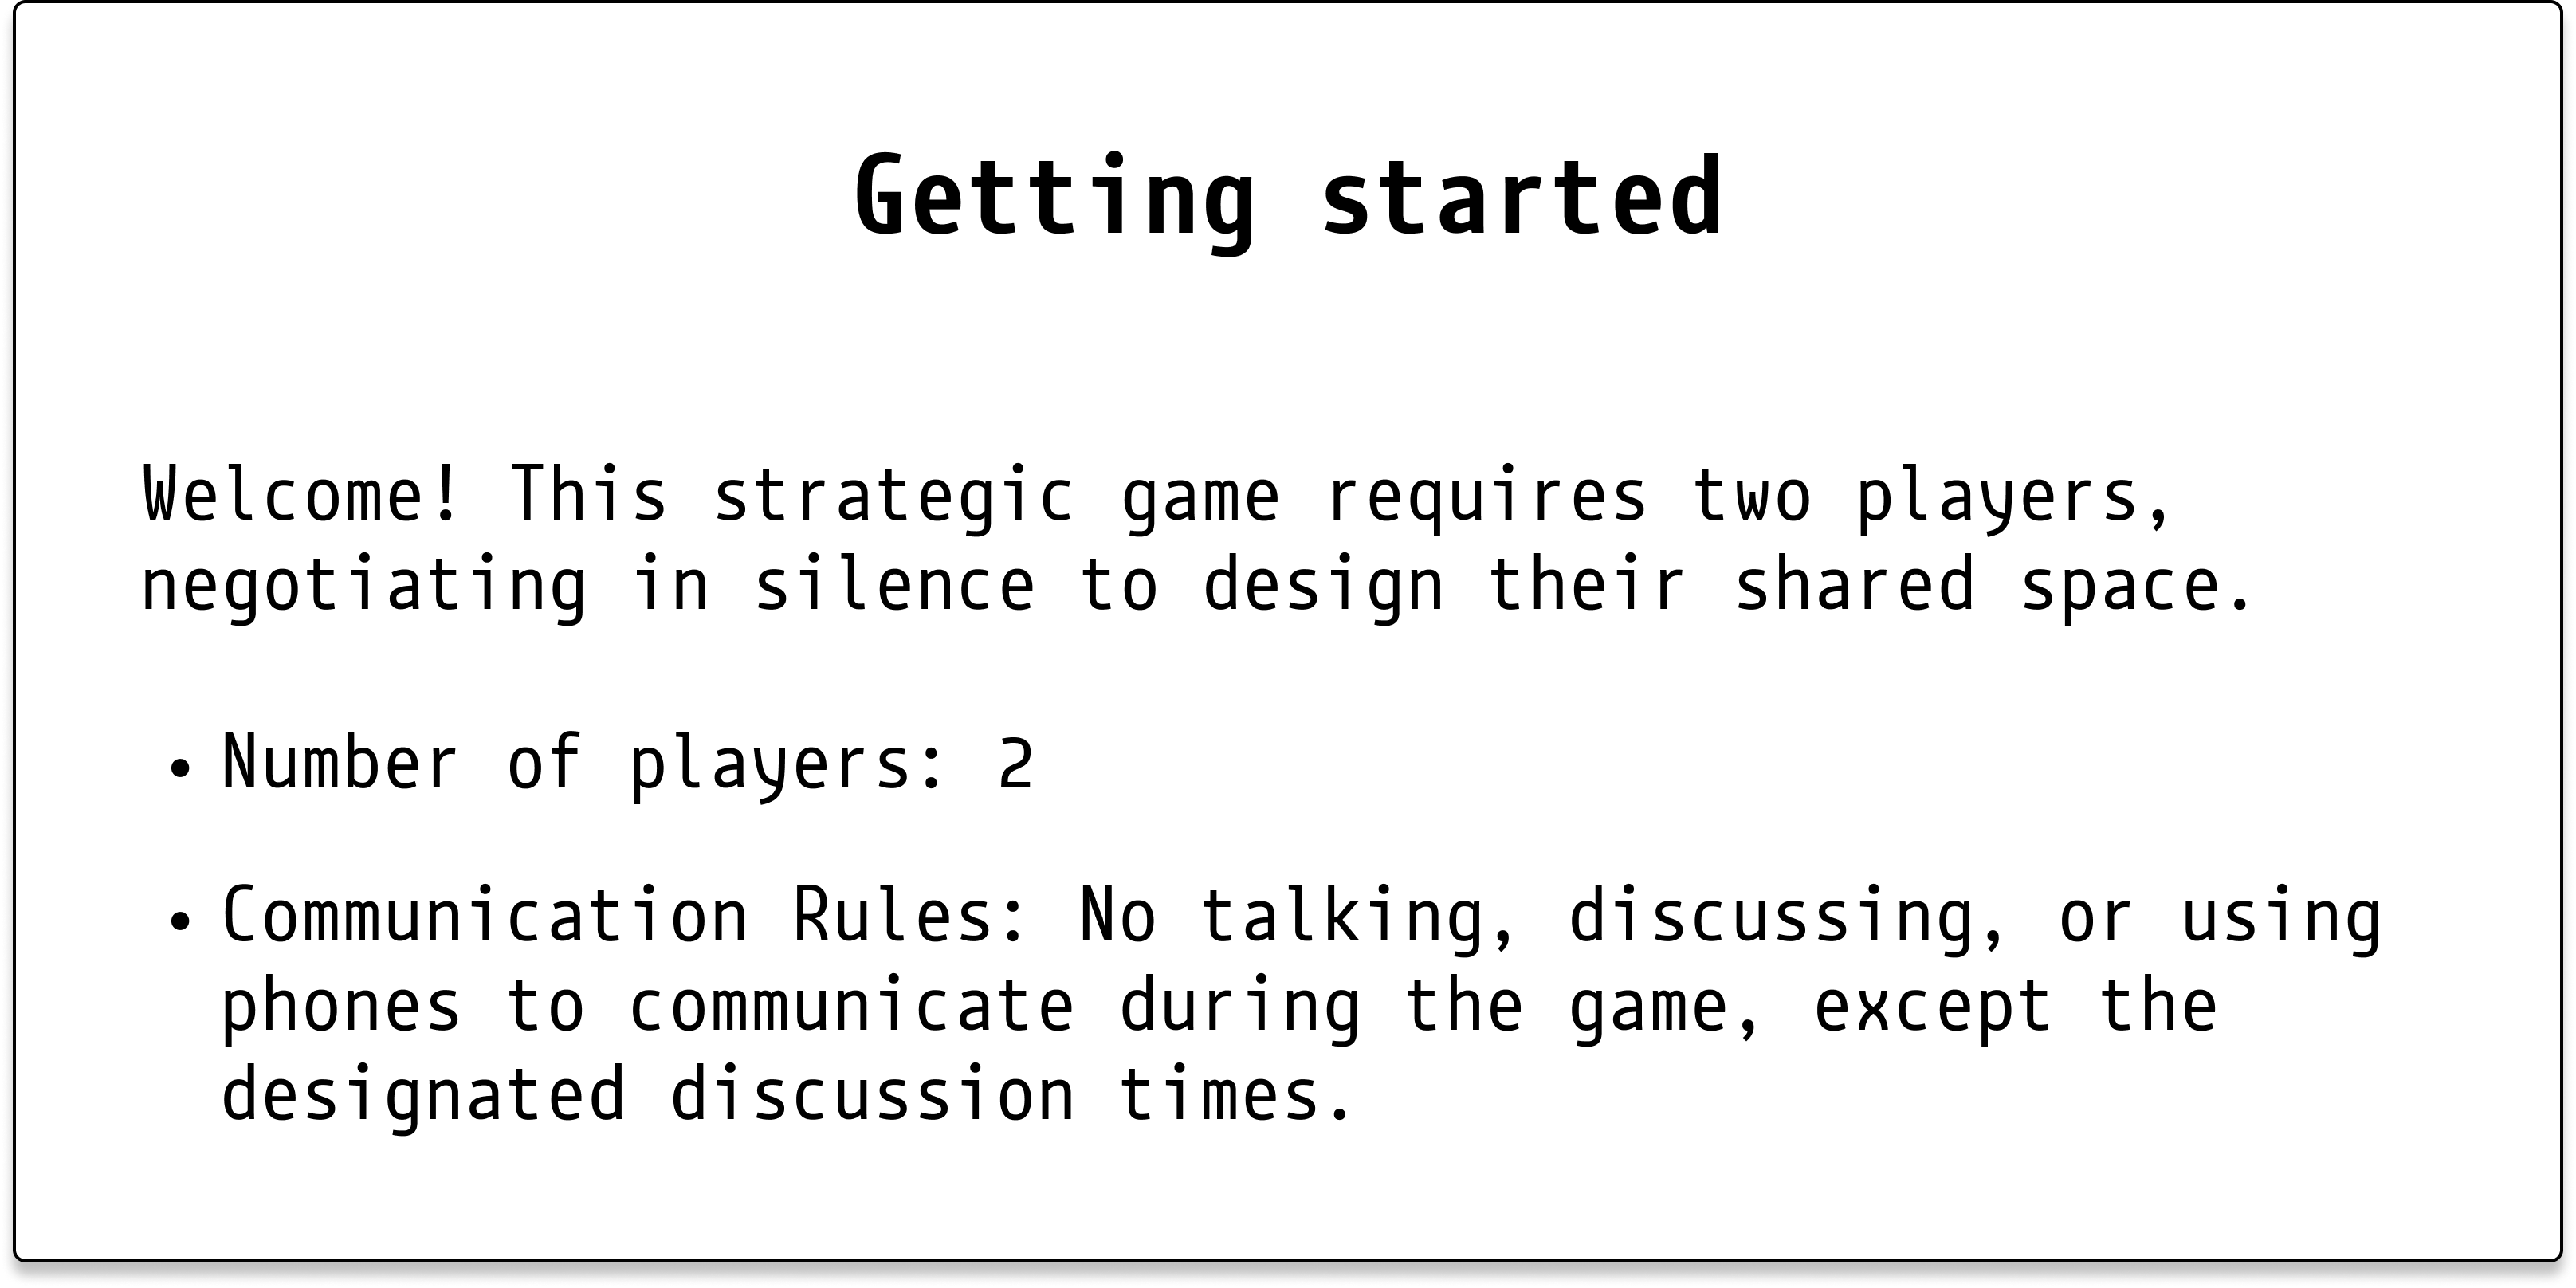 Getting started
Welcome! This strategic game requires two players,
negotiating in silence to design their shared space.
• Number of players: 2
• Communication Rules: No talking, discussing, or using
phones to communicate during the game, except the
designated discussion times.